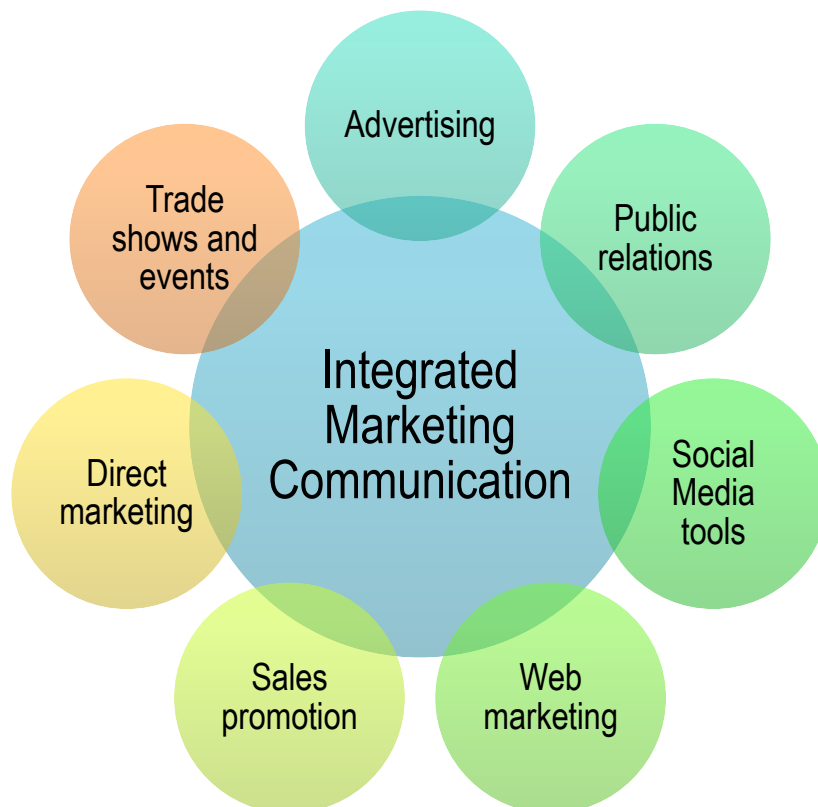 Advertising
Public
relations
Social
Media
tools
Web
marketing
Sales
promotion
Direct
marketing
Trade
shows and
events
Integrated
Marketing
Communication